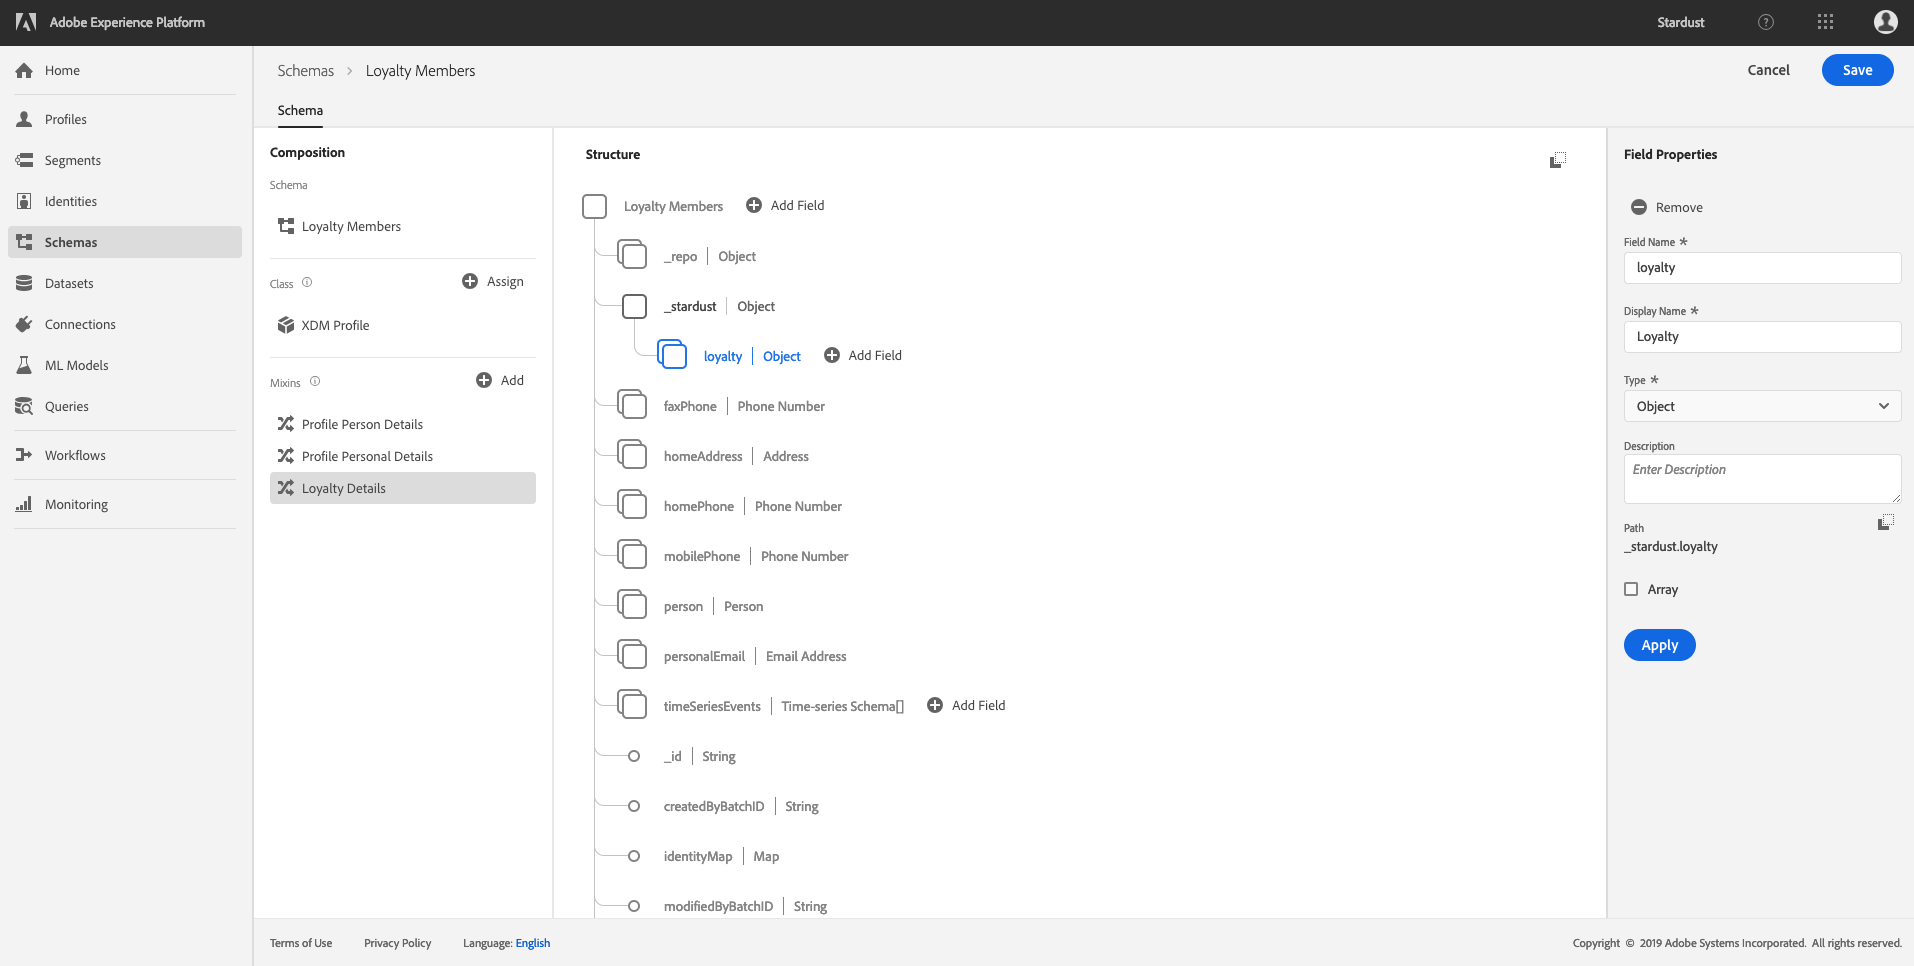 Adobe Experience Platform
Stardust
?
Home
Profiles
Segments
Identities
Schemas
Datasets
Connections
ML Models
Queries
Workflows
Monitoring
Schemas > Loyalty Members
Cancel
Save
Schema
Composition
Schema
Loyalty Members
Class
Assign
XDM Profile
Mixins
Add
Profile Person Details
Profile Personal Details
Loyalty Details
Structure
Loyalty Members Add Field
_repo | Object
_stardust | Object
loyalty | Object Add Field
faxPhone | Phone Number
homeAddress | Address
homePhone | Phone Number
mobilePhone | Phone Number
person | Person
personalEmail | Email Address
timeSeriesEvents | Time-series Schema[] Add Field
_id | String
createdByBatchID | String
identityMap | Map
modifiedByBatchID | String
Field Properties
Remove
Field Name *
loyalty
Display Name *
Loyalty
Type *
Object
Description
Enter Description
Path
_stardust.loyalty
Array
Apply
Terms of Use Privacy Policy Language: English
Copyright © 2019 Adobe Systems Incorporated. All rights reserved.